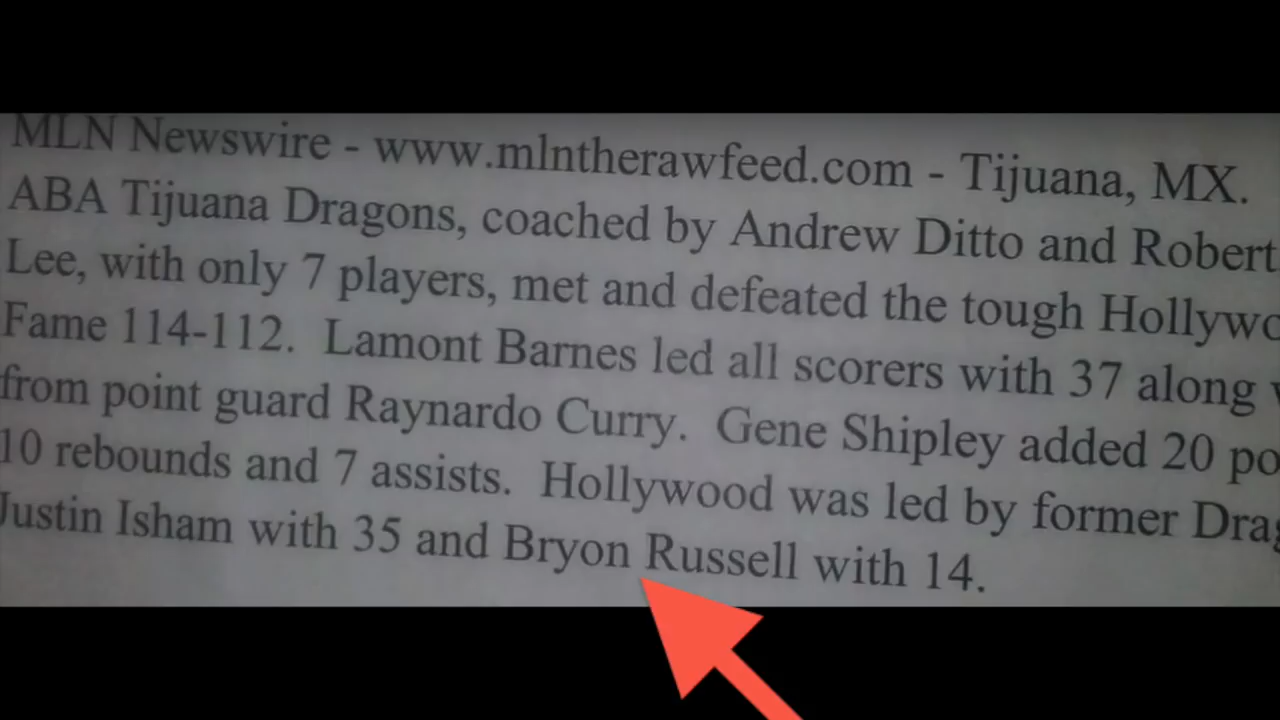 MLN Newswire - www.mlntherawfeed.com - Tijuana, MX.
ABA Tijuana Dragons, coached by Andrew Ditto and Robert
Lee, with only 7 players, met and defeated the tough
Fame 114-112. Lamont Barnes led all scorers with 37 along
from point guard Raynardo Curry. Gene Shipley added 20
10 rebounds and 7 assists. Hollywood was led by former
Justin Isham with 35 and Bryon Russell with 14.